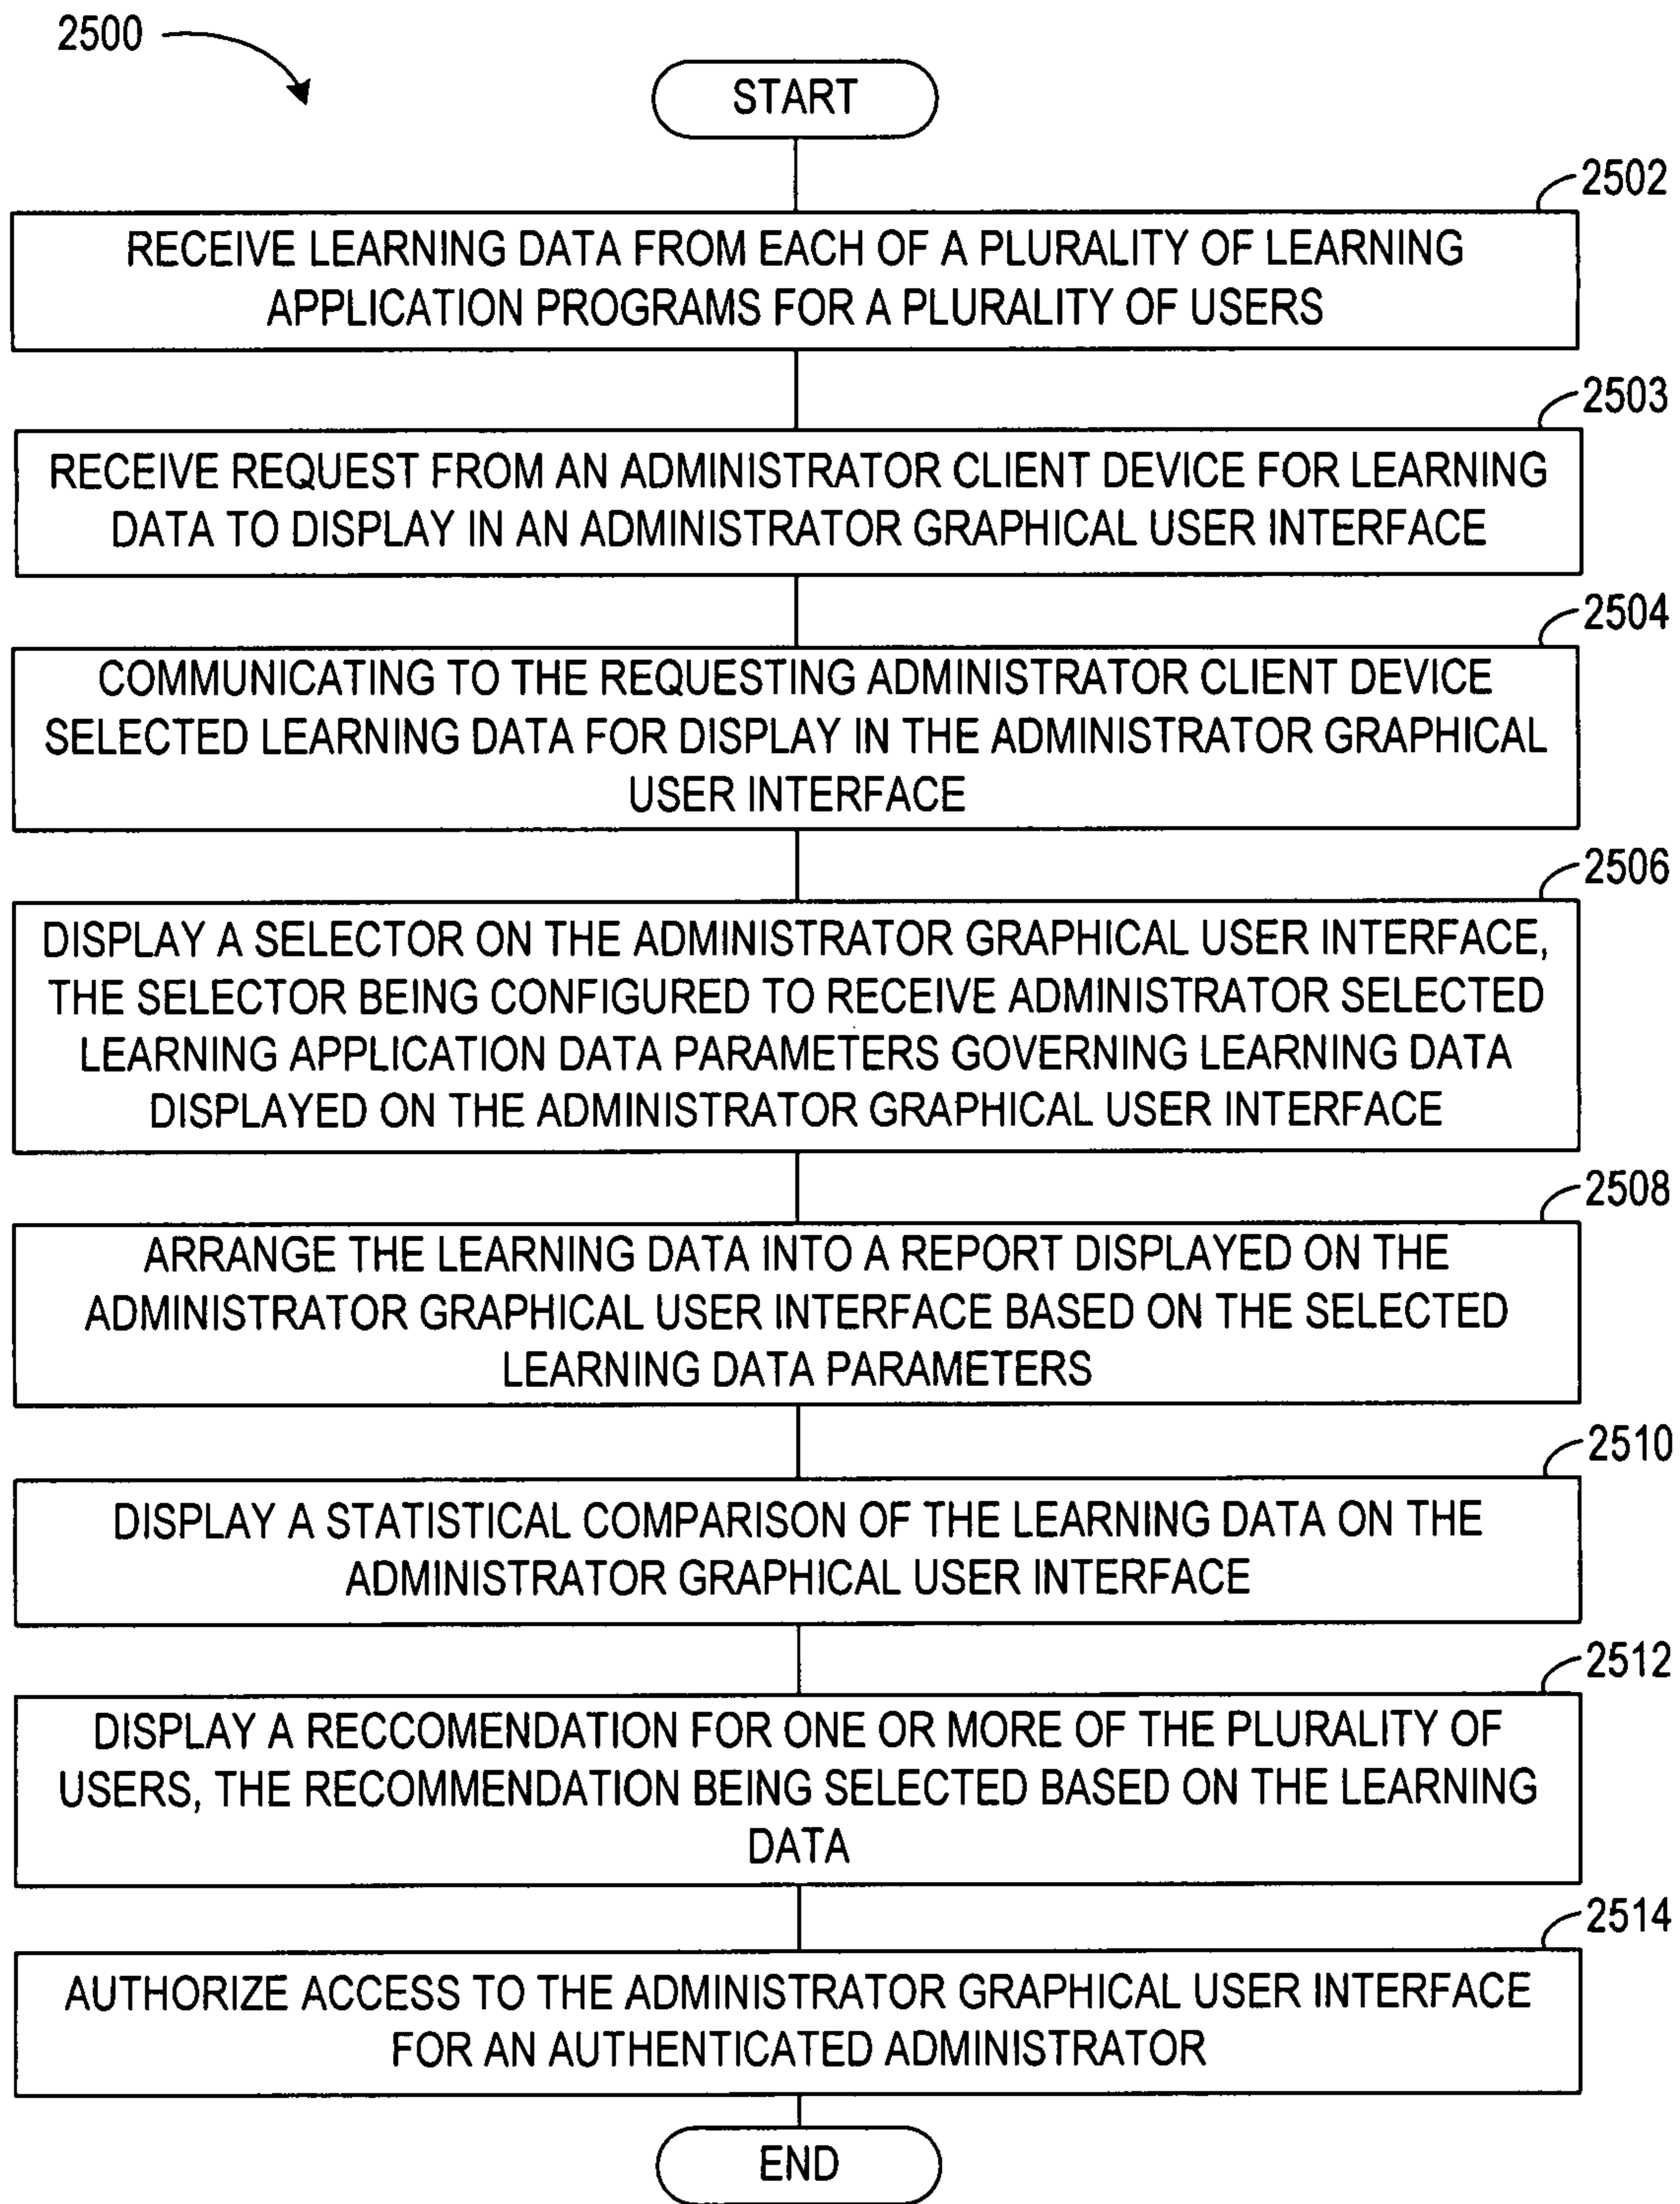 2500
START
2502
RECEIVE LEARNING DATA FROM EACH OF A PLURALITY OF LEARNING
APPLICATION PROGRAMS FOR A PLURALITY OF USERS
2503
RECEIVE REQUEST FROM AN ADMINISTRATOR CLIENT DEVICE FOR LEARNING
DATA TO DISPLAY IN AN ADMINISTRATOR GRAPHICAL USER INTERFACE
2504
COMMUNICATING TO THE REQUESTING ADMINISTRATOR CLIENT DEVICE
SELECTED LEARNING DATA FOR DISPLAY IN THE ADMINISTRATOR GRAPHICAL
USER INTERFACE
2506
DISPLAY A SELECTOR ON THE ADMINISTRATOR GRAPHICAL USER INTERFACE,
THE SELECTOR BEING CONFIGURED TO RECEIVE ADMINISTRATOR SELECTED
LEARNING APPLICATION DATA PARAMETERS GOVERNING LEARNING DATA
DISPLAYED ON THE ADMINISTRATOR GRAPHICAL USER INTERFACE
2508
ARRANGE THE LEARNING DATA INTO A REPORT DISPLAYED ON THE
ADMINISTRATOR GRAPHICAL USER INTERFACE BASED ON THE SELECTED
LEARNING DATA PARAMETERS
2510
DISPLAY A STATISTICAL COMPARISON OF THE LEARNING DATA ON THE
ADMINISTRATOR GRAPHICAL USER INTERFACE
2512
DISPLAY A RECCOMENDATION FOR ONE OR MORE OF THE PLURALITY OF
USERS, THE RECOMMENDATION BEING SELECTED BASED ON THE LEARNING
DATA
2514
AUTHORIZE ACCESS TO THE ADMINISTRATOR GRAPHICAL USER INTERFACE
FOR AN AUTHENTICATED ADMINISTRATOR
END